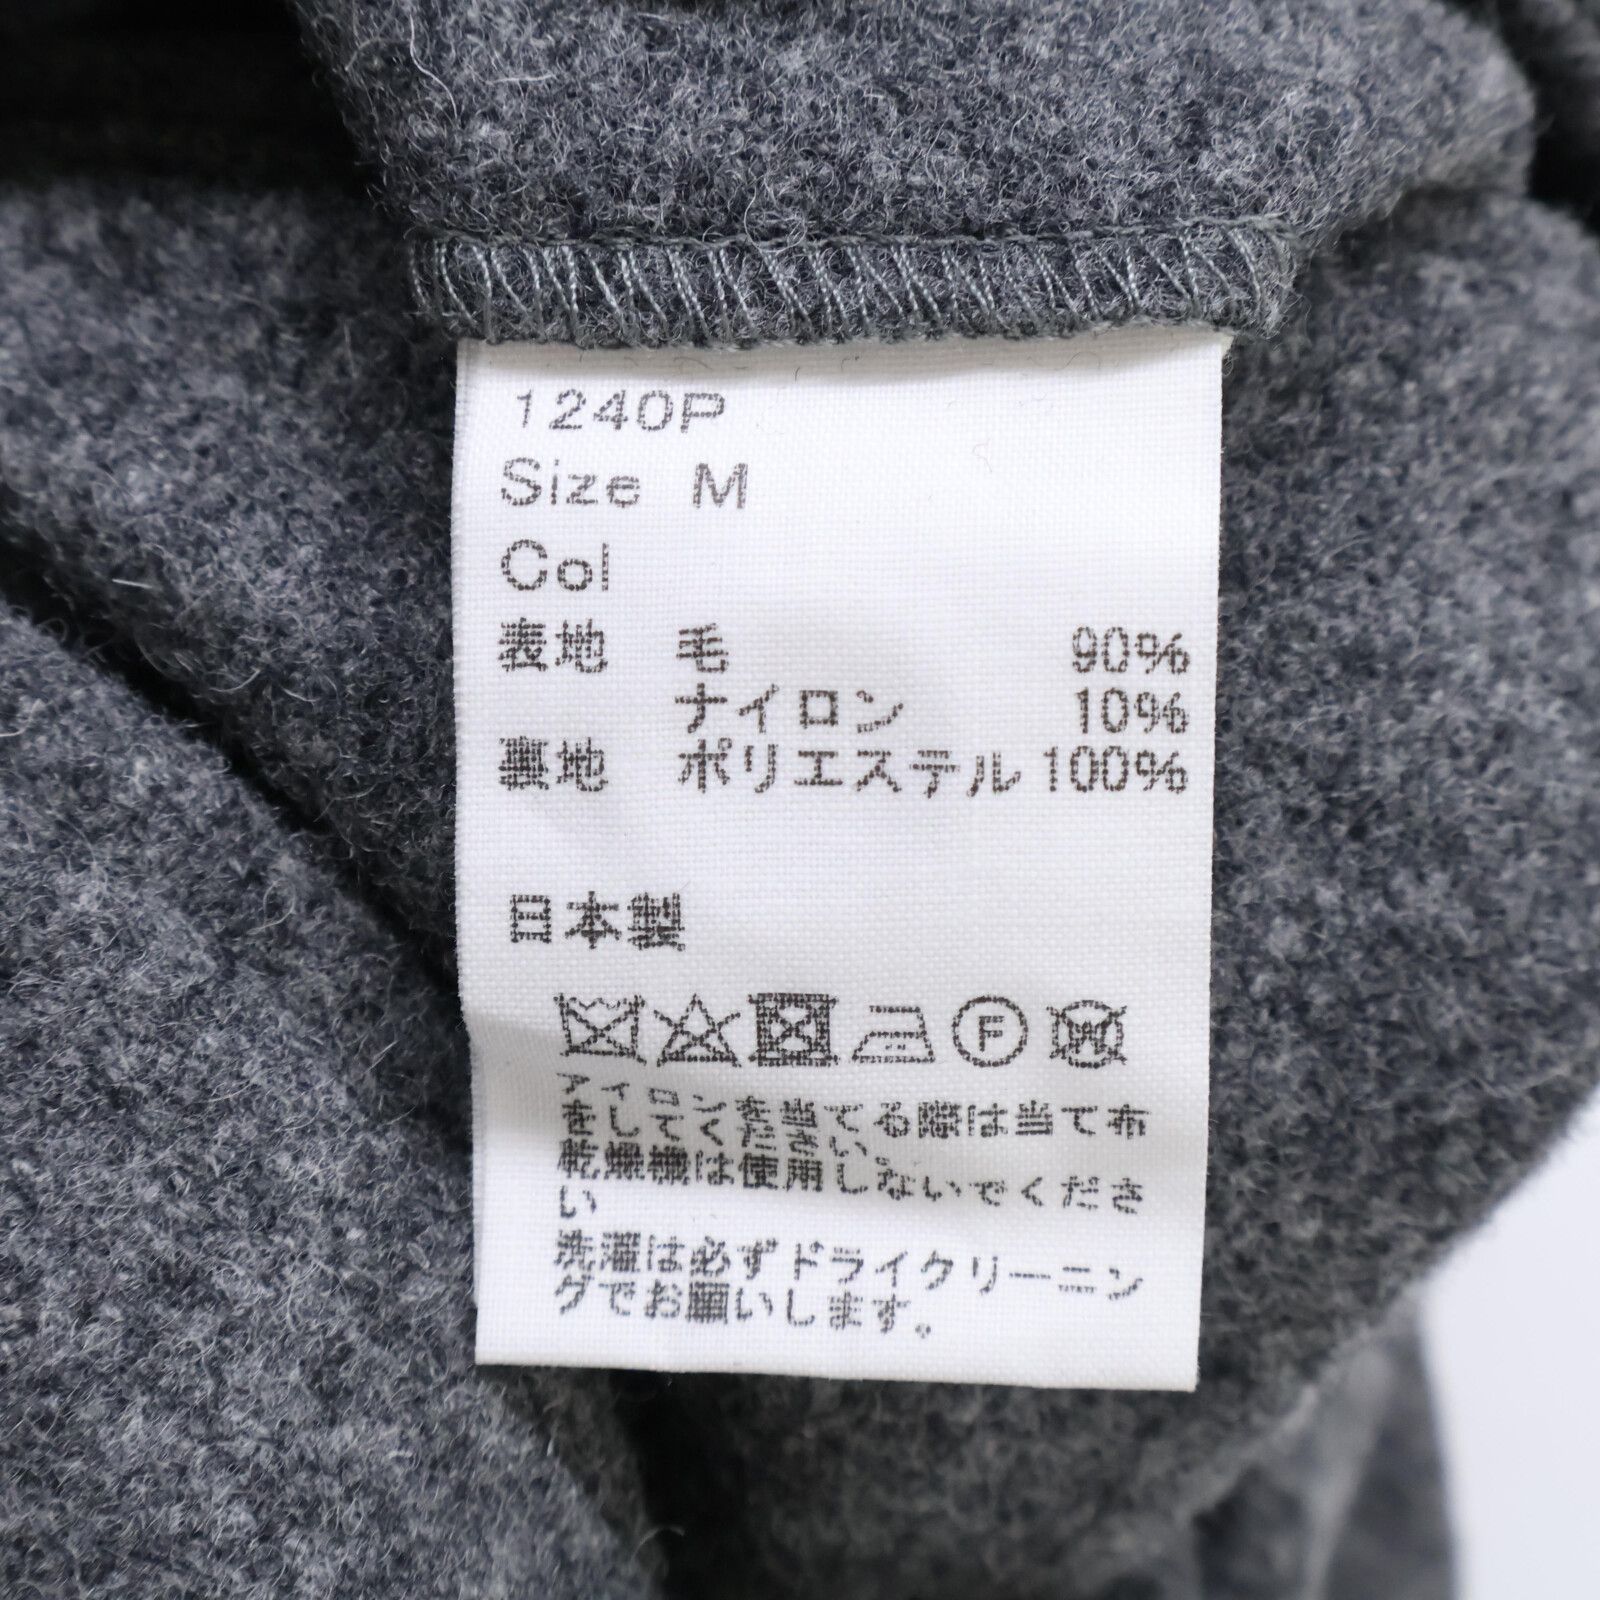 1240P
Size M
Col
表地 毛 90%
ナイロン 10%
裏地 ポリエステル 100%
日本製
F
W
アイロンを当てる際は当て布
をしてください。
乾燥機は使用しないでくださ
い
洗濯は必ずドライクリーニン
グでお願いします。